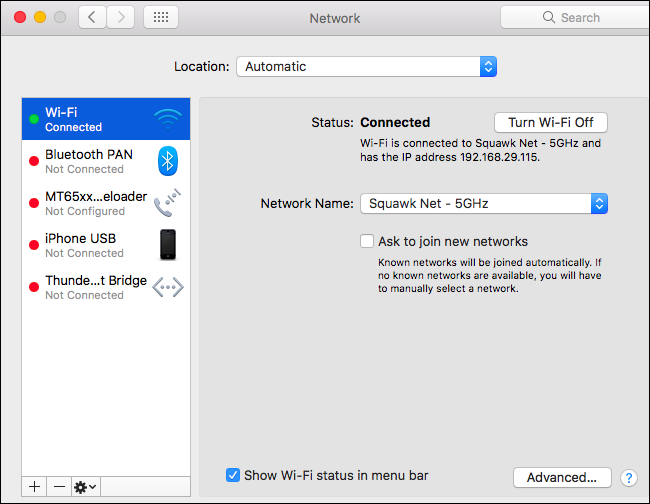 Network
Search
Location: Automatic
Wi-Fi
Connected
Bluetooth PAN
Not Connected
MT65xx...eloader
Not Configured
iPhone USB
Not Connected
Thunde...t Bridge
Not Connected
Status: Connected
Turn Wi-Fi Off
Wi-Fi is connected to Squawk Net - 5GHz and
has the IP address 192.168.29.115.
Network Name: Squawk Net - 5GHz
Ask to join new networks
Known networks will be joined automatically. If
no known networks are available, you will have
to manually select a network.
Show Wi-Fi status in menu bar
Advanced...
?